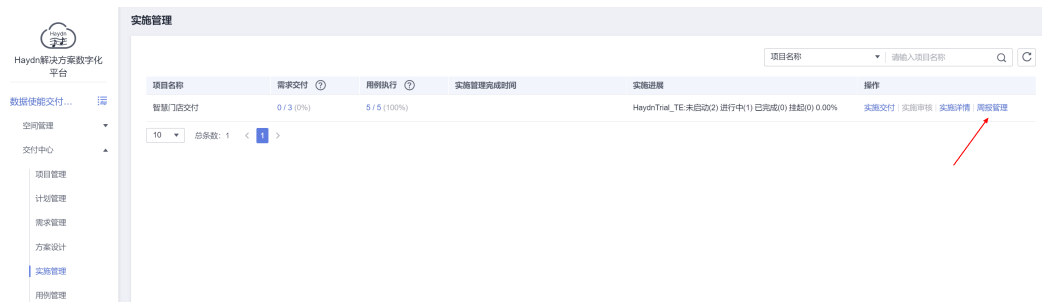 实施管理
Haydn
Haydn解决方案数字化
平台
项目名称 请输入项目名称
项目名称 需求交付 ? 用例执行 ? 实施管理完成时间 实施进展 操作
数据使能交付...
智慧门店交付 0 / 3 (0%) 5 / 5 (100%) HaydnTrial_TE:未启动(2) 进行中(1) 已完成(0) 挂起(0) 0.00% 实施交付 实施审核 实施详情 周报管理
空间管理
10 总条数: 1 < 1 >
交付中心
项目管理
计划管理
需求管理
方案设计
实施管理
用例管理